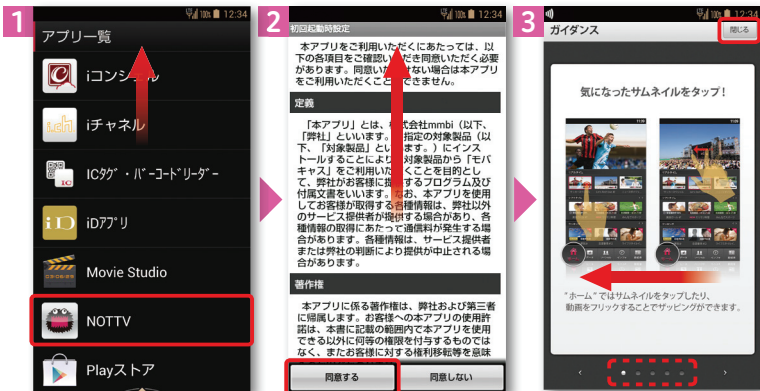 1
100% 12:34
アプリ一覧
iコンシェル
iチャネル
ICタグ・バーコードリーダー
iDアプリ
Movie Studio
NOTTV
Playストア
2
100% 12:34
初回起動時設定
本アプリをご利用いただくにあたっては、以
下の各項目をご確認いただき同意いただく必要
があります。同意いただけない場合は本アプリ
をご利用いただくことはできません。
定義
「本アプリ」とは、株式会社mmbi（以下、
「弊社」といいます。）指定の対象製品（以
下、「対象製品」といいます。）にインス
トールすることにより、対象製品から「モバ
キャス」をご利用いただくことを目的とし
て、弊社がお客様に提供するプログラム及び
付属文書をいいます。なお、本アプリを使用
してお客様が取得する各種情報は、弊社以外
のサービス提供者が提供する場合があり、各
種情報の取得にあたって通信料が発生する場
合があります。各種情報は、サービス提供者
または弊社の判断により提供が中止される場
合があります。
著作権
本アプリに係る著作権は、弊社および第三者
に帰属します。お客様への本アプリの使用許
諾は、本書に記載の範囲内で本アプリを使用
できる以外に何等の権限を付与するものでは
なく、またお客様に対する権利移転等を意味
同意する
同意しない
3
100% 12:34
ガイダンス
閉じる
気になったサムネイルをタップ！
"ホーム"ではサムネイルをタップしたり、
動画をフリックすることでザッピングができます。